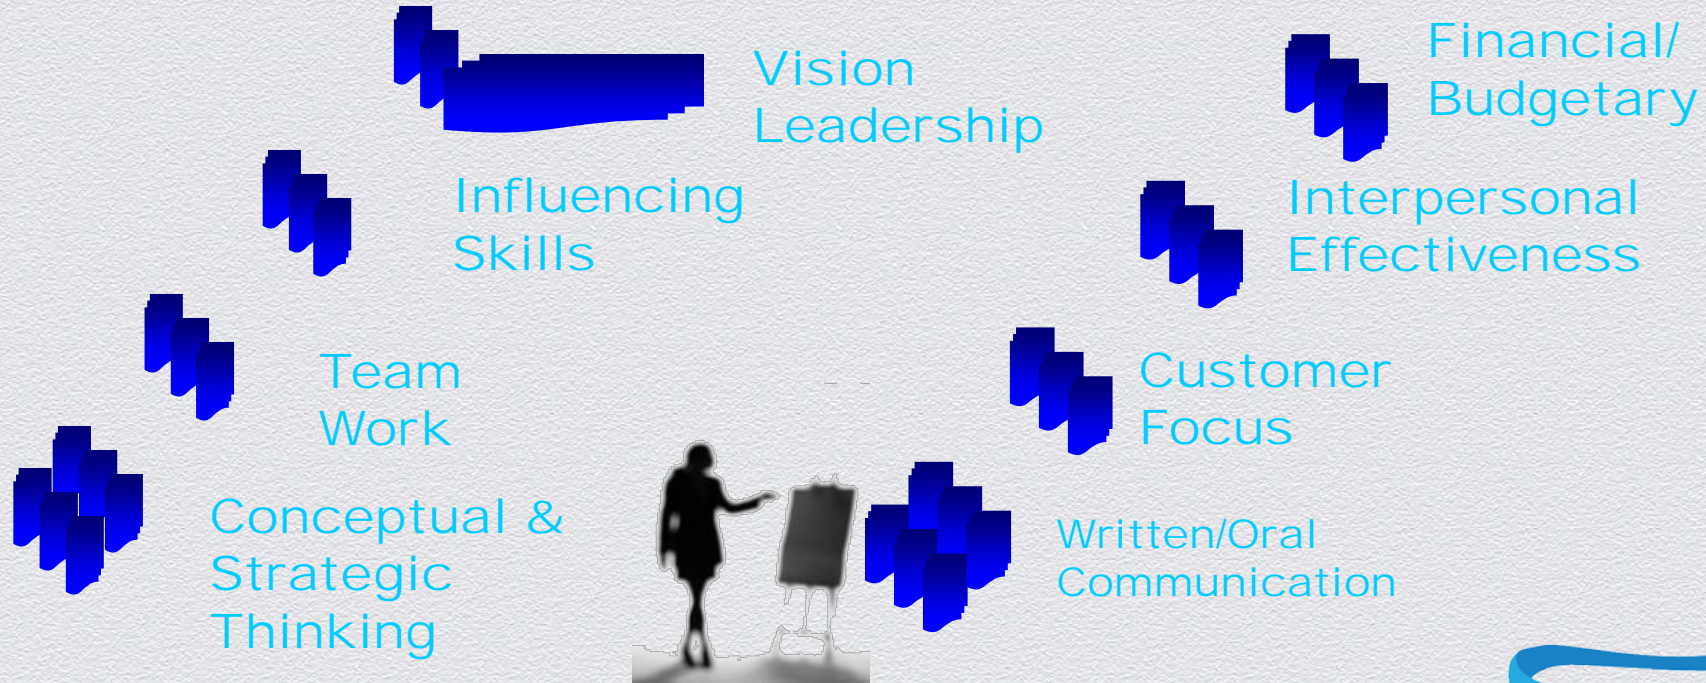 Vision
Leadership
Influencing
Skills
Team
Work
Conceptual &
Strategic
Thinking
Financial/
Budgetary
Interpersonal
Effectiveness
Customer
Focus
Written/Oral
Communication